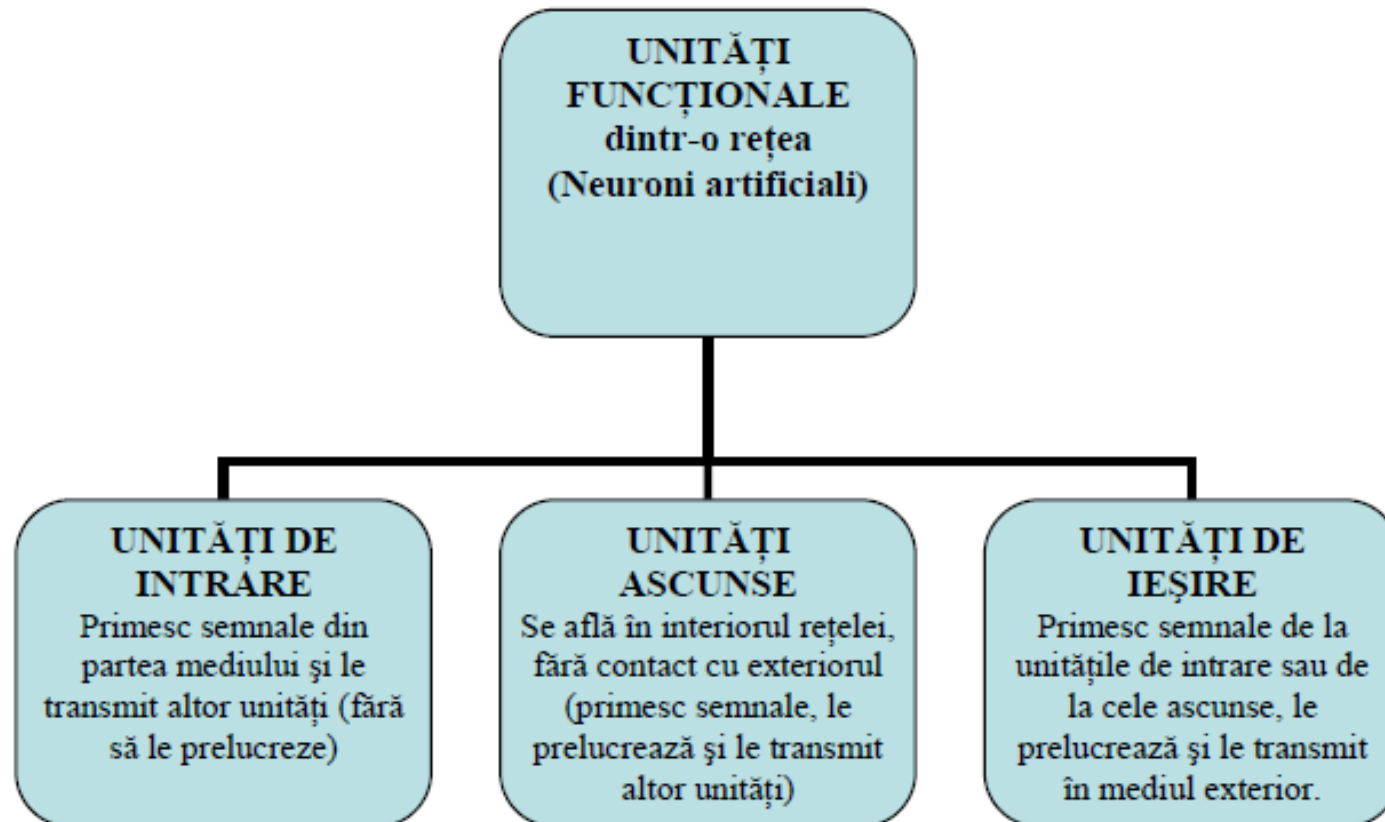 UNITĂȚI
FUNCȚIONALE
dintr-o rețea
(Neuroni artificiali)
UNITĂȚI DE
INTRARE
Primesc semnale din
partea mediului şi le
transmit altor unități (fără
să le prelucreze)
UNITĂȚI
ASCUNSE
Se află în interiorul rețelei,
fără contact cu exteriorul
(primesc semnale, le
prelucrează şi le transmit
altor unități)
UNITĂȚI DE
IEŞIRE
Primesc semnale de la
unitățile de intrare sau de
la cele ascunse, le
prelucrează şi le transmit
în mediul exterior.